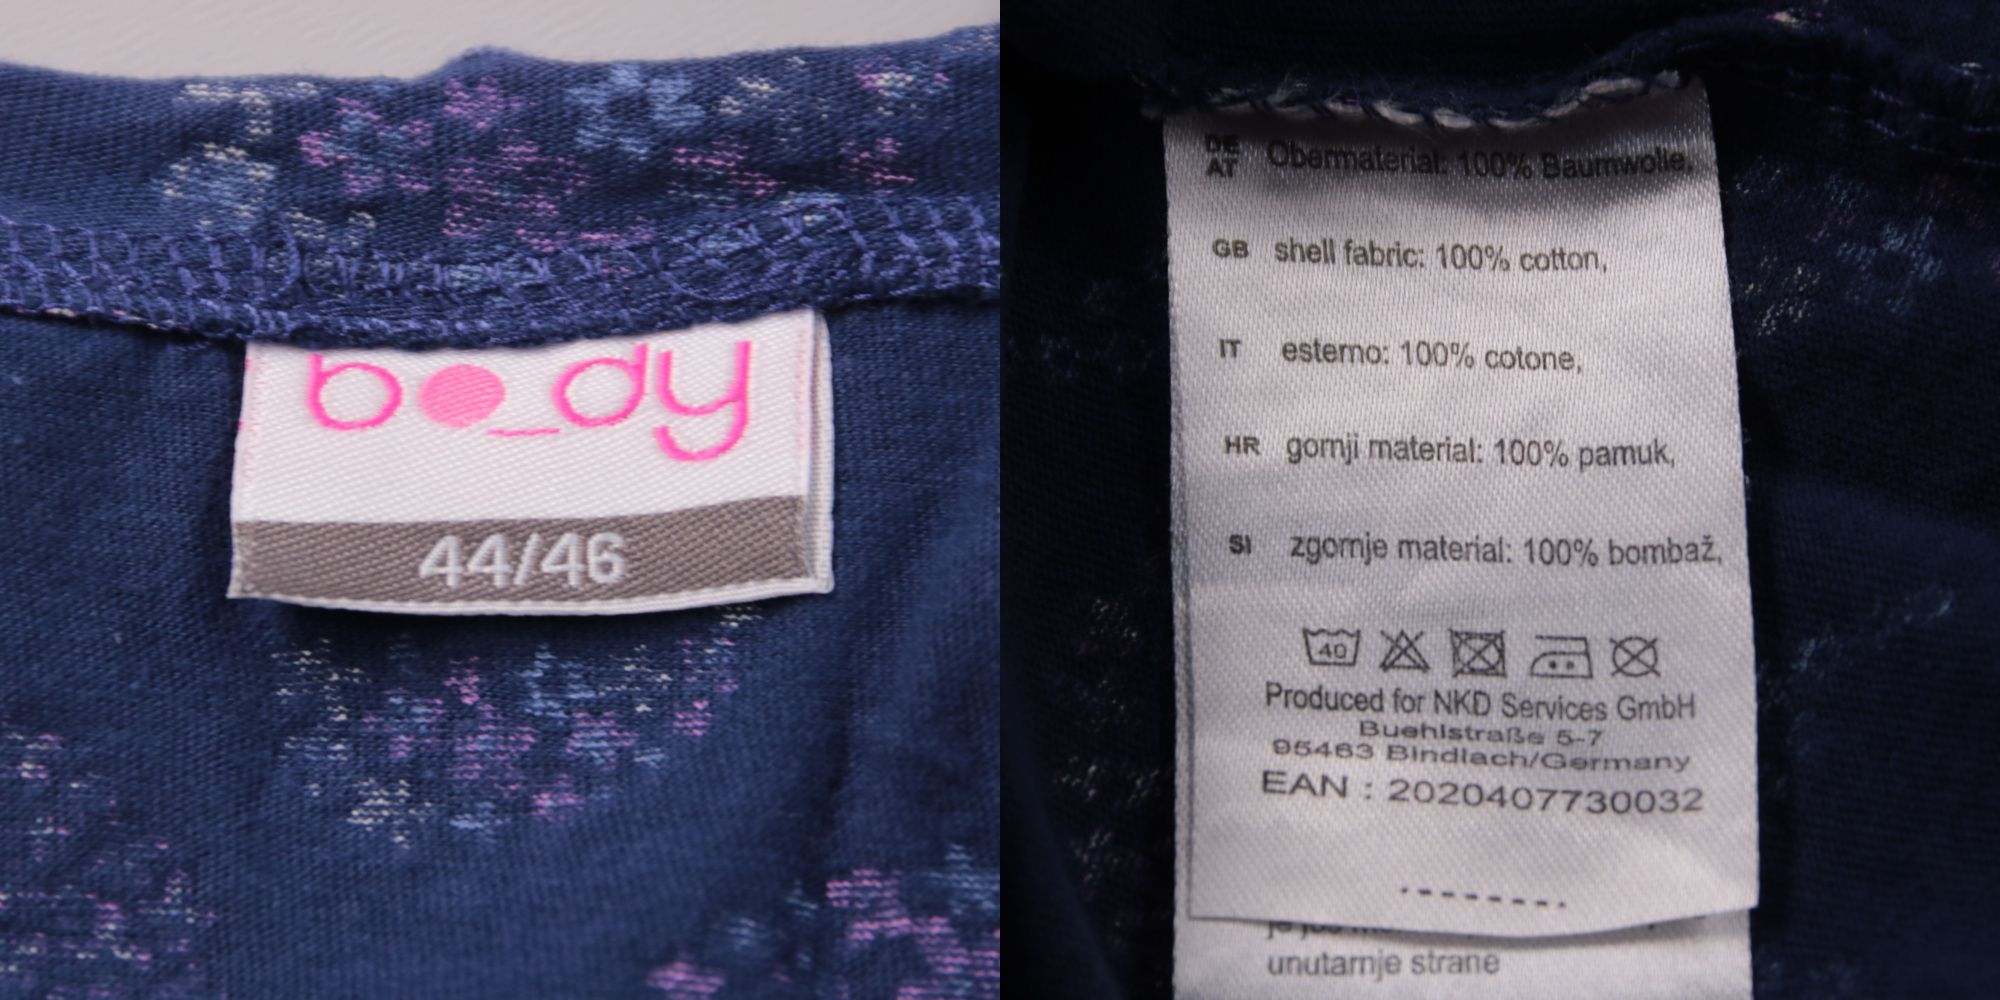 bo_dy
44/46
DE
AT Obermaterial: 100% Baumwolle,
GB shell fabric: 100% cotton,
IT esterno: 100% cotone,
HR gornji material: 100% pamuk,
SI zgornje material: 100% bombaž,
40
Produced for NKD Services GmbH
Buehlstraße 5-7
95463 Bindlach/Germany
EAN : 2020407730032
unutarnje strane